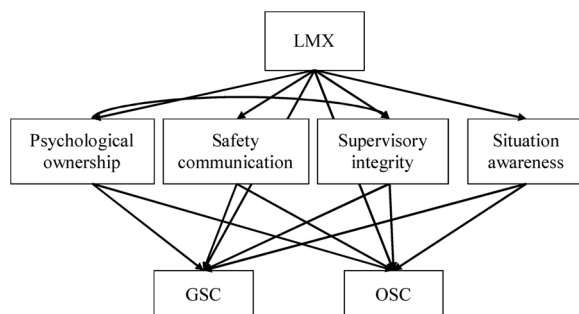 LMX
Psychological
ownership
Safety
communication
Supervisory
integrity
Situation
awareness
GSC
OSC